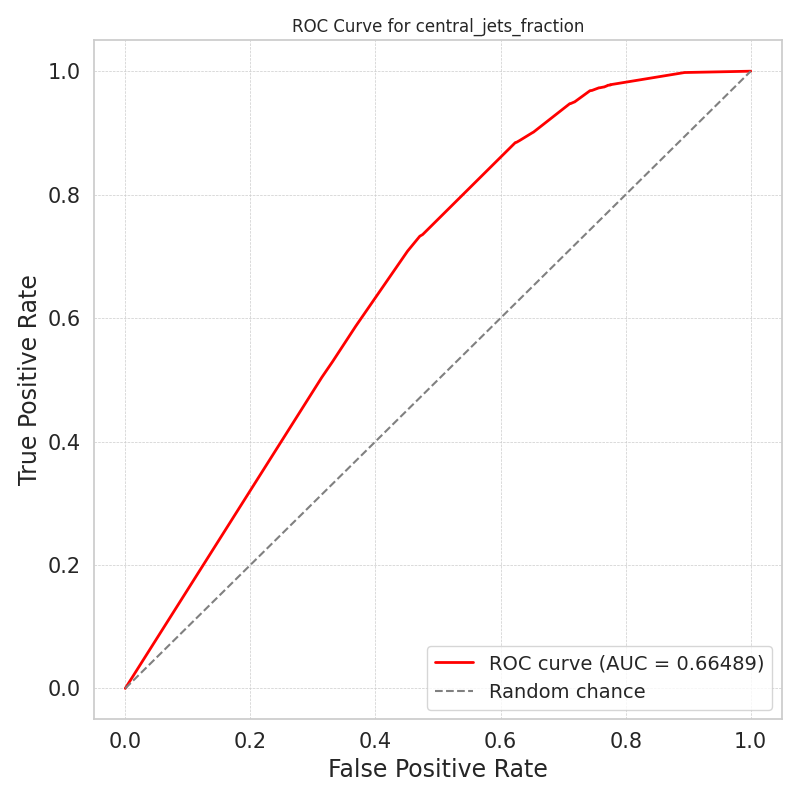 ROC Curve for central_jets_fraction
True Positive Rate
1.0
0.8
0.6
0.4
0.2
0.0
ROC curve (AUC = 0.66489)
Random chance
0.0 0.2 0.4 0.6 0.8 1.0
False Positive Rate